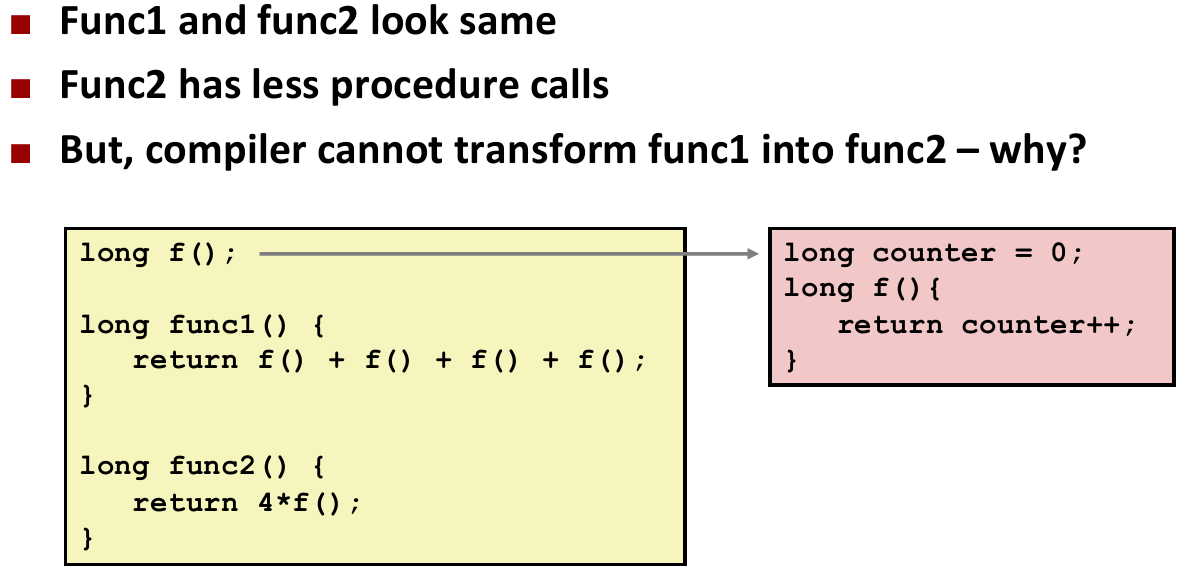 Func1 and func2 look same
Func2 has less procedure calls
But, compiler cannot transform func1 into func2 – why?
long f();
long func1() {
   return f() + f() + f() + f();
}
long func2() {
   return 4*f();
}
long counter = 0;
long f(){
   return counter++;
}